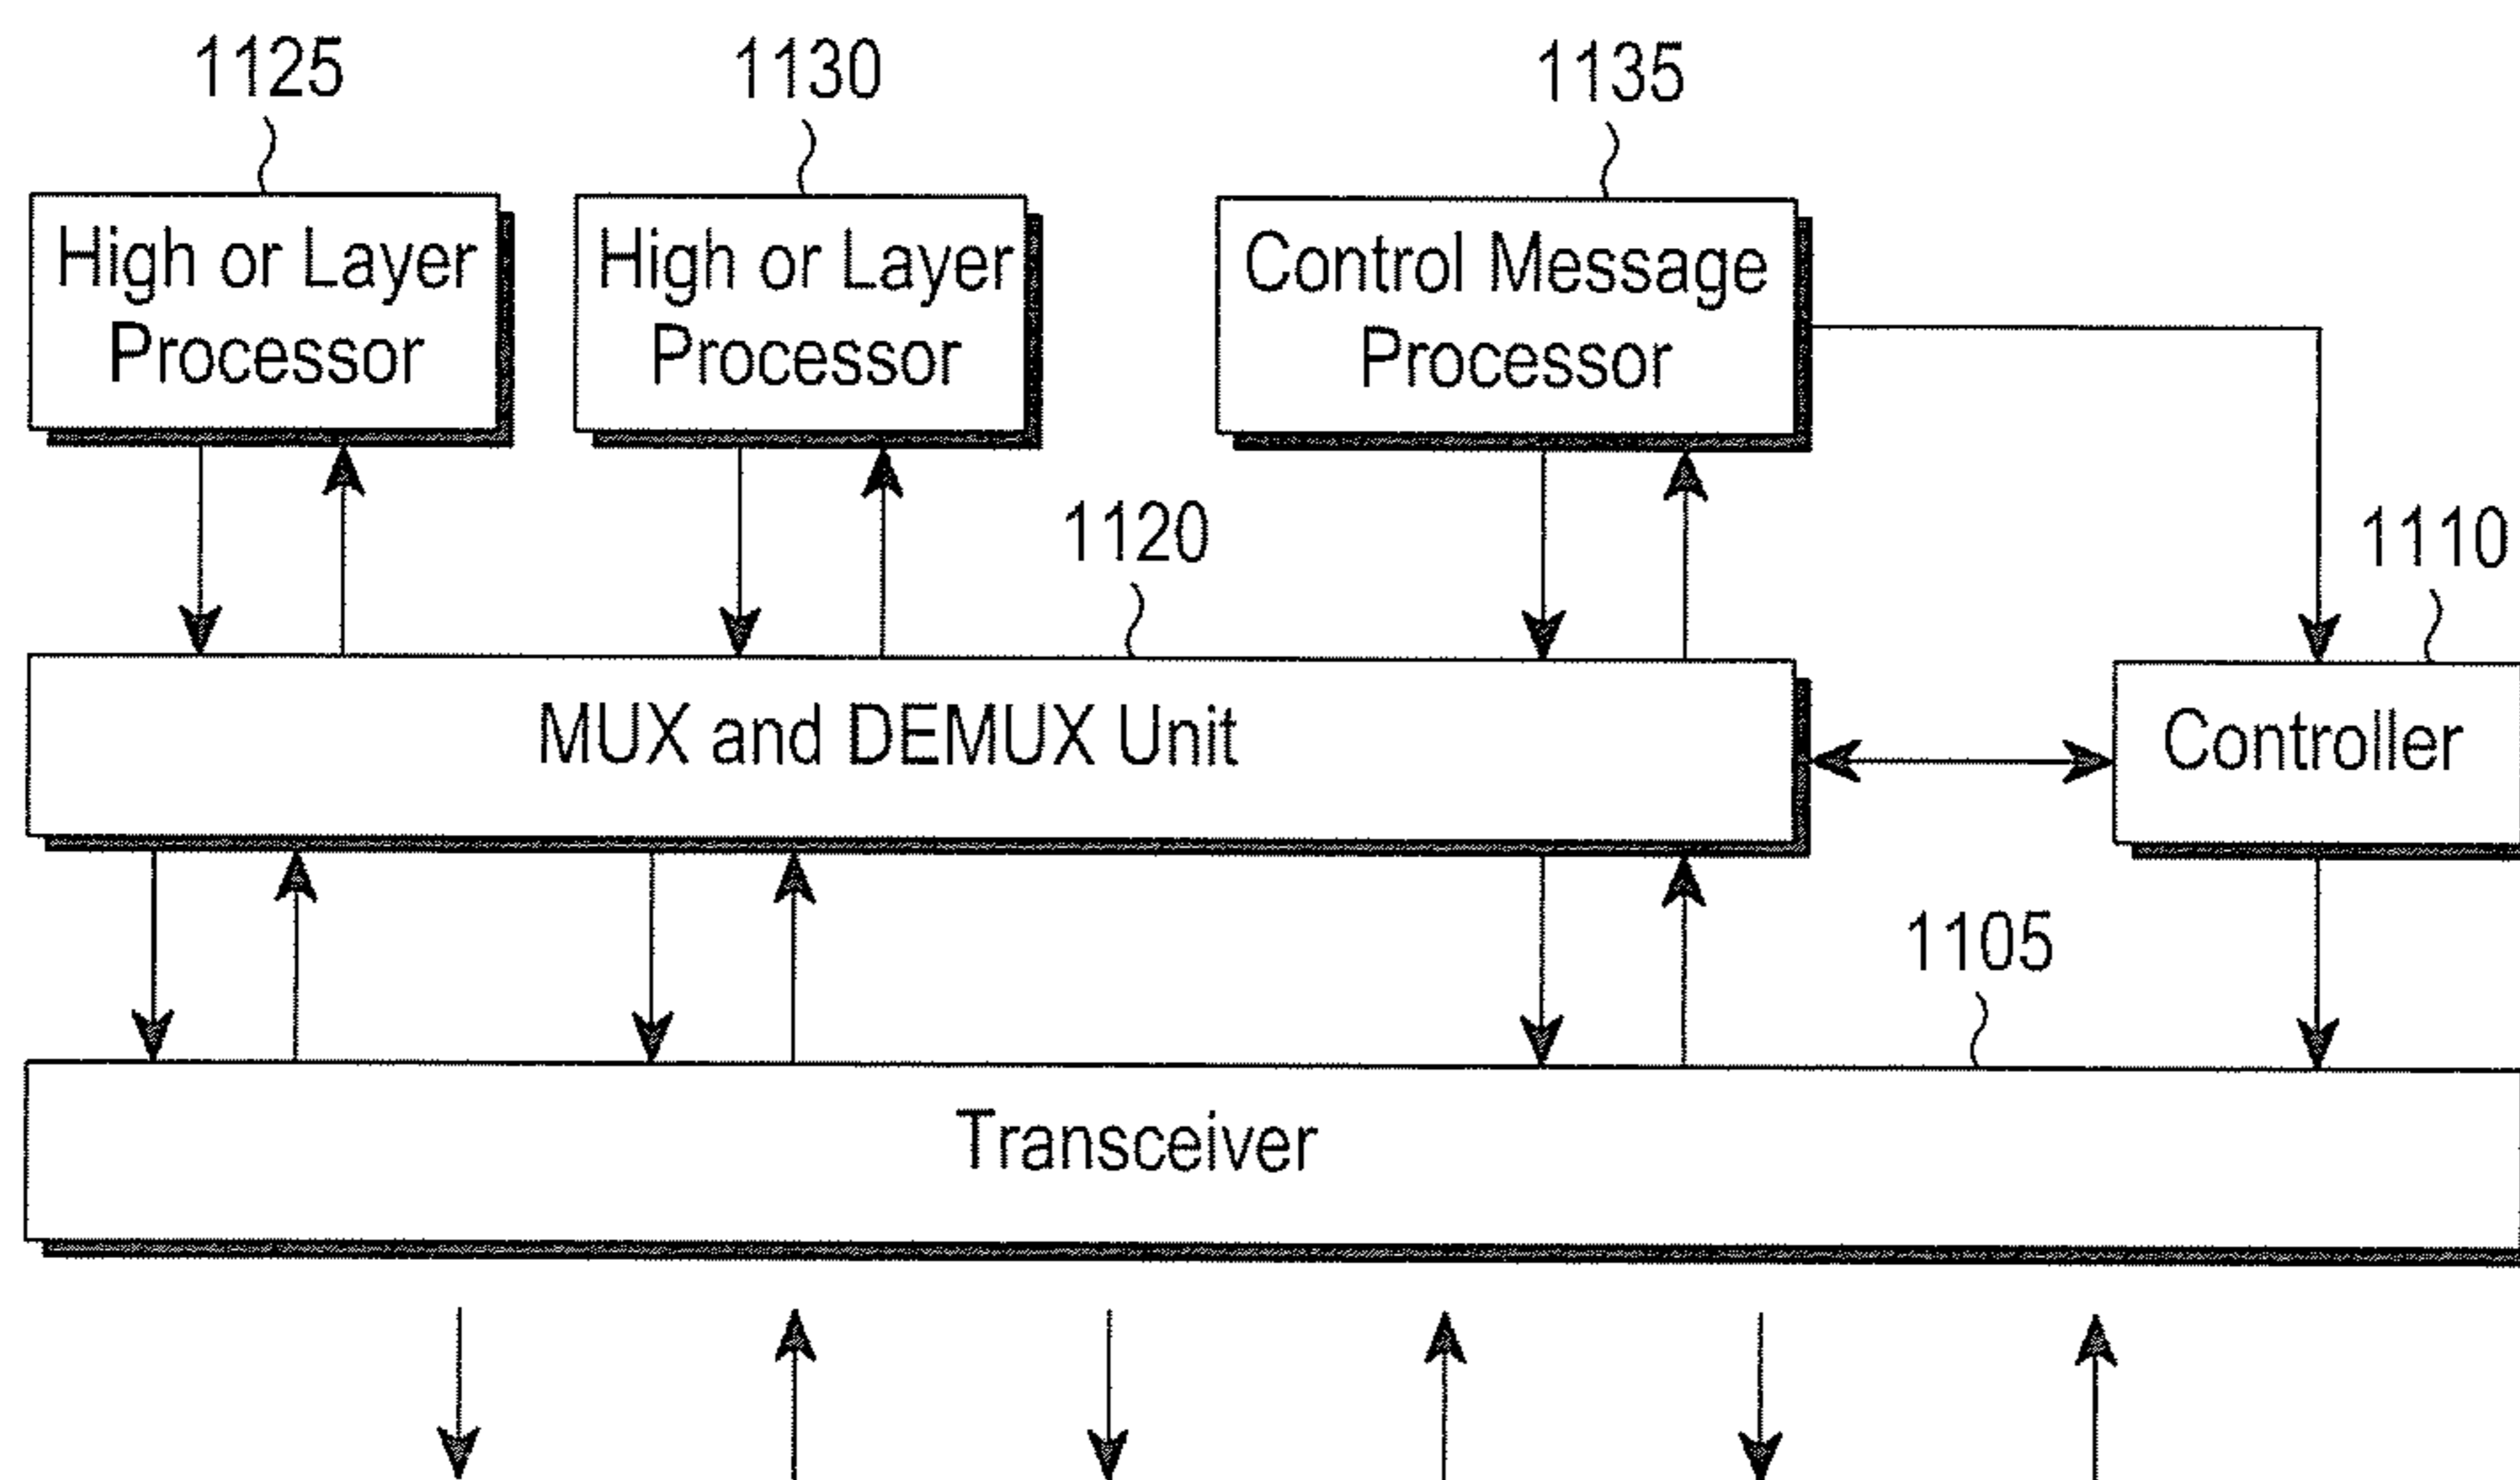 1125
1130
1135
High or Layer
Processor
High or Layer
Processor
Control Message
Processor
1120
1110
MUX and DEMUX Unit
Controller
1105
Transceiver